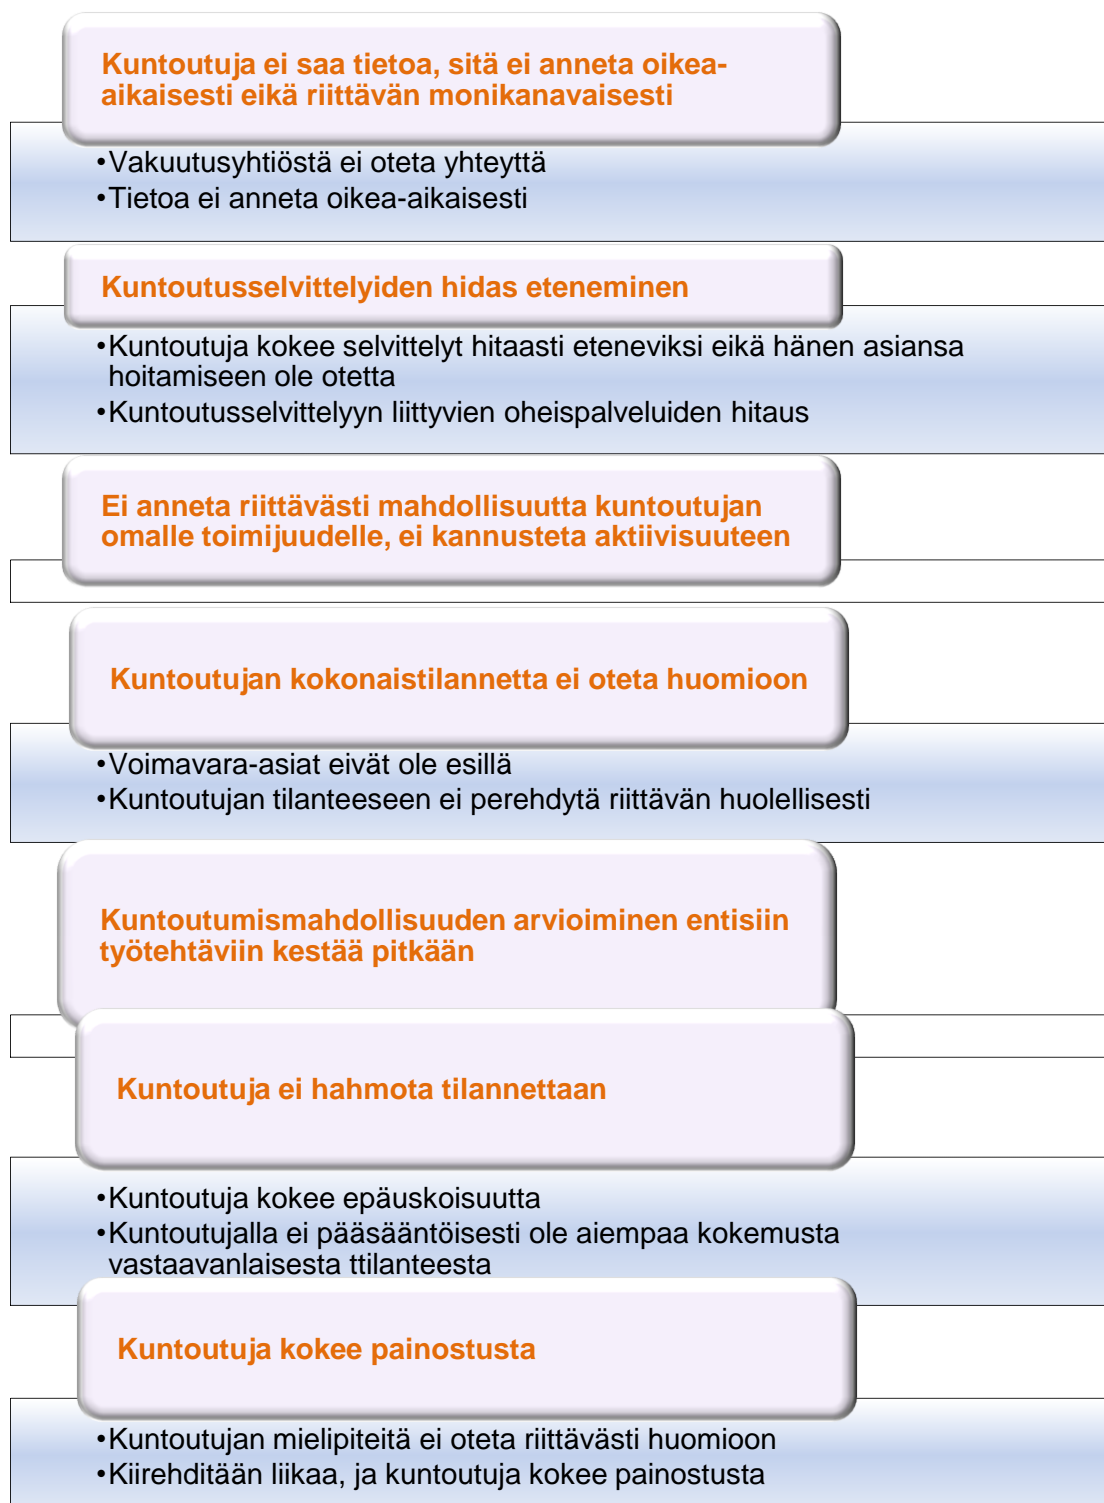 Kuntoutuja ei saa tietoa, sitä ei anneta oikea-
aikaisesti eikä riittävän monikanavaisesti
•Vakuutusyhtiöstä ei oteta yhteyttä
•Tietoa ei anneta oikea-aikaisesti
Kuntoutusselvittelyiden hidas eteneminen
•Kuntoutuja kokee selvittelyt hitaasti eteneviksi eikä hänen asiansa
hoitamiseen ole otetta
•Kuntoutusselvittelyyn liittyvien oheispalveluiden hitaus
Ei anneta riittävästi mahdollisuutta kuntoutujan
omalle toimijuudelle, ei kannusteta aktiivisuuteen
Kuntoutujan kokonaistilannetta ei oteta huomioon
•Voimavara-asiat eivät ole esillä
•Kuntoutujan tilanteeseen ei perehdytä riittävän huolellisesti
Kuntoutumismahdollisuuden arvioiminen entisiin
työtehtäviin kestää pitkään
Kuntoutuja ei hahmota tilannettaan
•Kuntoutuja kokee epäuskoisuutta
•Kuntoutujalla ei pääsääntöisesti ole aiempaa kokemusta
vastaavanlaisesta ttilanteesta
Kuntoutuja kokee painostusta
•Kuntoutujan mielipiteitä ei oteta riittävästi huomioon
•Kiirehditään liikaa, ja kuntoutuja kokee painostusta